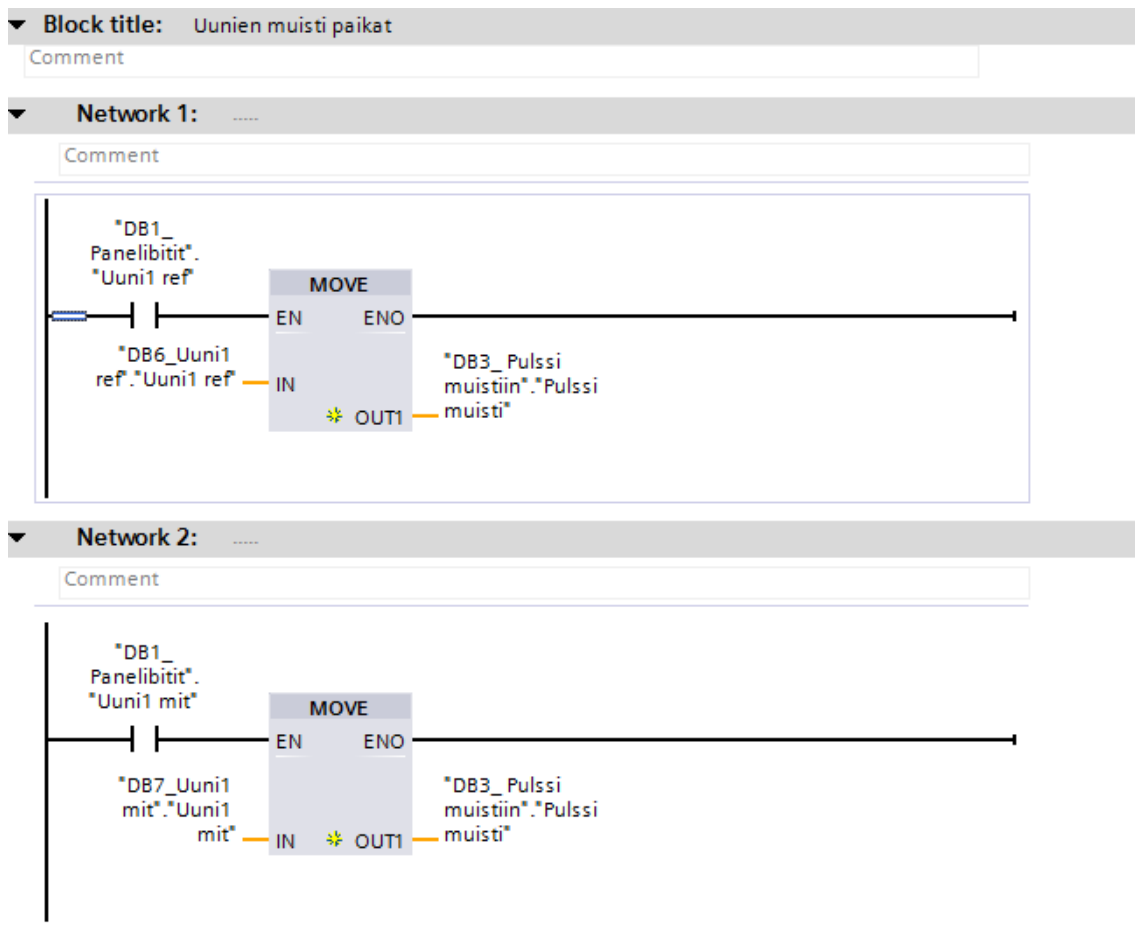 Block title: Uunien muisti paikat
Comment
Network 1: .....
Comment
"DB1_
Panelibitit".
"Uuni1 ref"
MOVE
EN ENO
"DB6_Uuni1
ref"."Uuni1 ref"
IN
OUT1
"DB3_ Pulssi
muistiin"."Pulssi
muisti"
Network 2: .....
Comment
"DB1_
Panelibitit".
"Uuni1 mit"
MOVE
EN ENO
"DB7_Uuni1
mit"."Uuni1
mit"
IN OUT1
"DB3_ Pulssi
muistiin"."Pulssi
muisti"